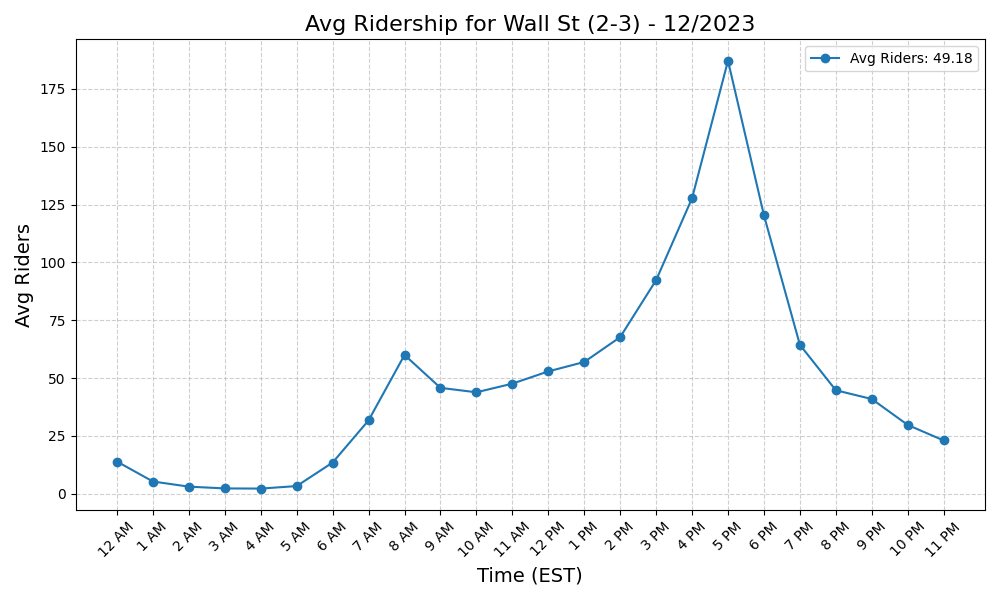 Avg Ridership for Wall St (2-3) - 12/2023
Avg Riders: 49.18
Avg Riders
175
150
125
100
75
50
25
0
12 AM
1 AM
2 AM
3 AM
4 AM
5 AM
6 AM
7 AM
8 AM
9 AM
10 AM
11 AM
12 PM
1 PM
2 PM
3 PM
4 PM
5 PM
6 PM
7 PM
8 PM
9 PM
10 PM
11 PM
Time (EST)